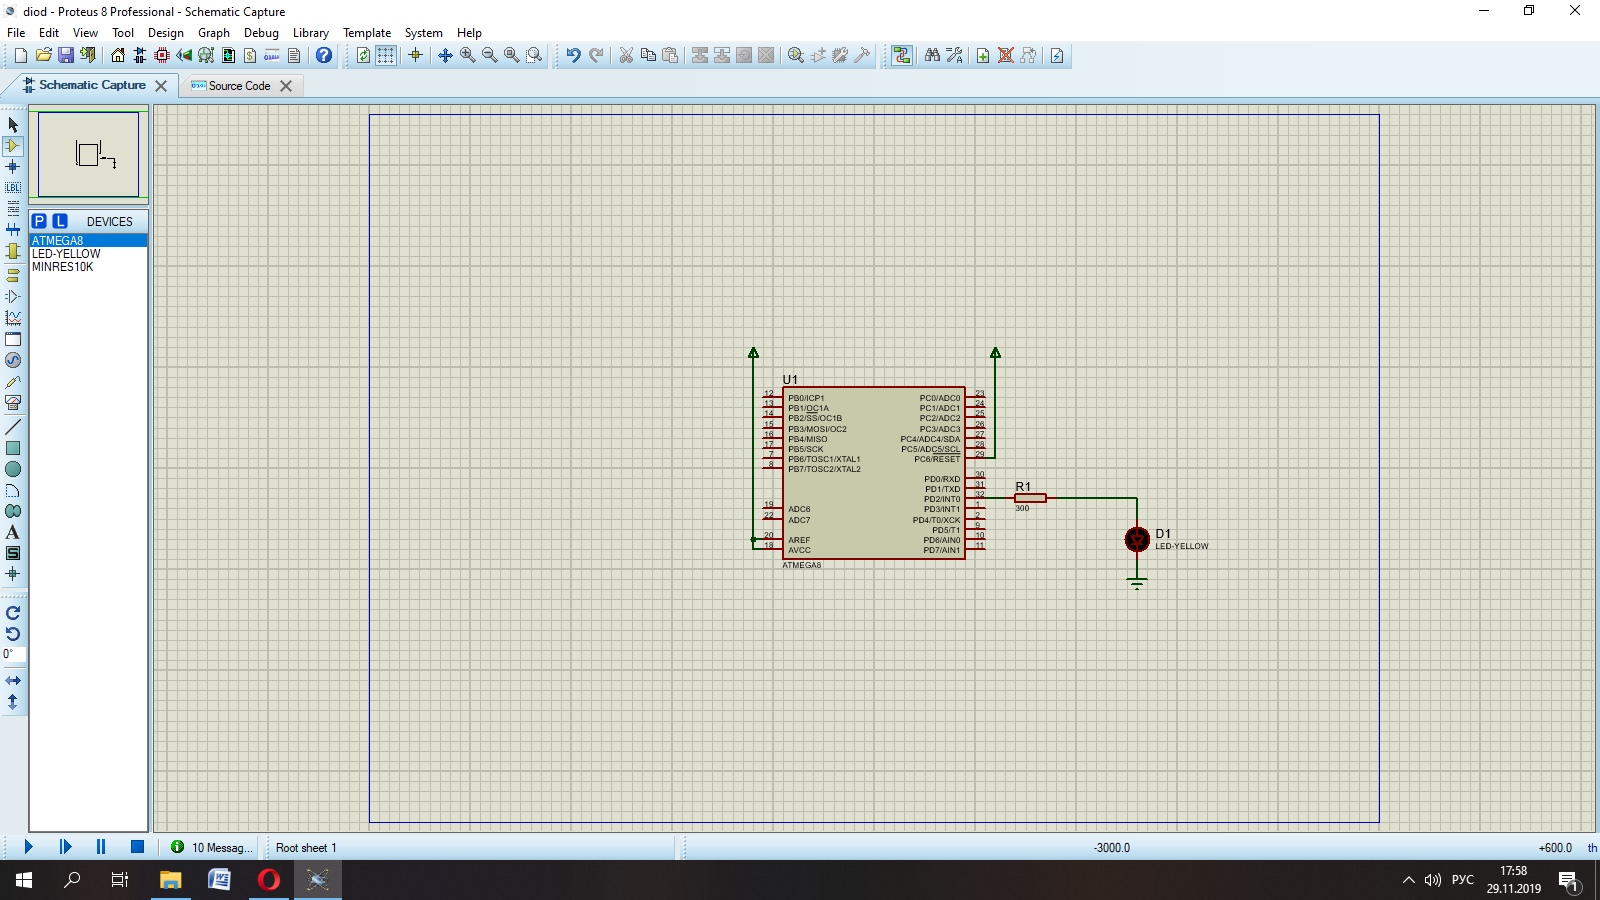 diod - Proteus 8 Professional - Schematic Capture
File Edit View Tool Design Graph Debug Library Template System Help
Schematic Capture
Source Code
P L DEVICES
ATMEGA8
LED-YELLOW
MINRES10K
LBL
A
S
0°
U1
12 PB0/ICP1 PC0/ADC0 23
13 PB1/OC1A PC1/ADC1 24
14 PB2/SS/OC1B PC2/ADC2 25
15 PB3/MOSI/OC2 PC3/ADC3 26
16 PB4/MISO PC4/ADC4/SDA 27
17 PB5/SCK PC5/ADC5/SCL 28
7 PB6/TOSC1/XTAL1 PC6/RESET 29
8 PB7/TOSC2/XTAL2
PD0/RXD 30
PD1/TXD 31
PD2/INT0 32
19 ADC6 PD3/INT1 1
22 ADC7 PD4/T0/XCK 2
PD5/T1 9
20 AREF PD6/AIN0 10
18 AVCC PD7/AIN1 11
ATMEGA8
R1
300
D1
LED-YELLOW
10 Messag... Root sheet 1 -3000.0 +600.0 th
РУС
17:58
29.11.2019
1